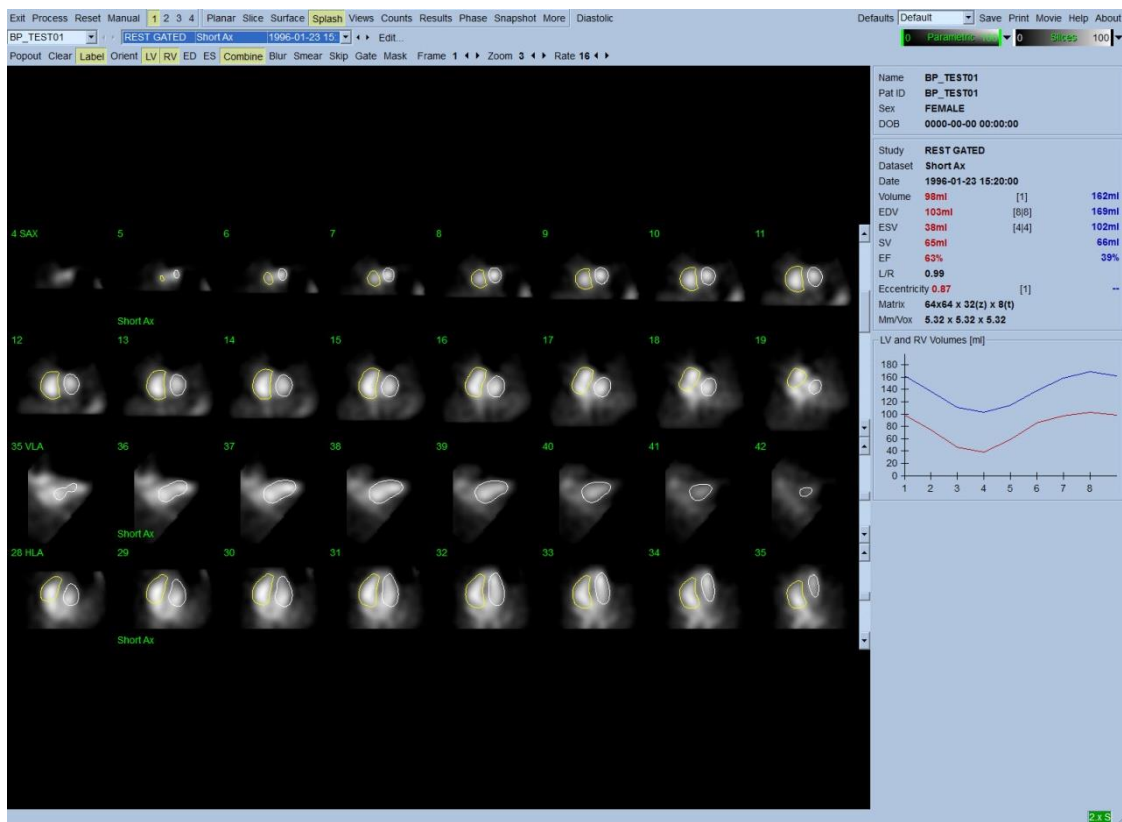 Exit Process Reset Manual 1 2 3 4 Planar Slice Surface Splash Views Counts Results Phase Snapshot More Diastolic Defaults Default Save Print Movie Help About
BP_TEST01 REST GATED Short Ax 1996-01-23 15: Edit... 0 Parametric 100 0 Slices 100
Popout Clear Label Orient LV RV ED ES Combine Blur Smear Skip Gate Mask Frame 1 Zoom 3 Rate 16
Name BP_TEST01
Pat ID BP_TEST01
Sex FEMALE
DOB 0000-00-00 00:00:00
Study REST GATED
Dataset Short Ax
Date 1996-01-23 15:20:00
Volume 98ml [1] 162ml
EDV 103ml [8|8] 169ml
ESV 38ml [4|4] 102ml
SV 65ml 66ml
EF 63% 39%
L/R 0.99
Eccentricity 0.87 [1] --
Matrix 64x64 x 32(z) x 8(t)
Mm/Vox 5.32 x 5.32 x 5.32
LV and RV Volumes [ml]
180
160
140
120
100
80
60
40
20
0
1 2 3 4 5 6 7 8
4 SAX 5 6 7 8 9 10 11
Short Ax
12 13 14 15 16 17 18 19
35 VLA 36 37 38 39 40 41 42
Short Ax
28 HLA 29 30 31 32 33 34 35
Short Ax
2 x S